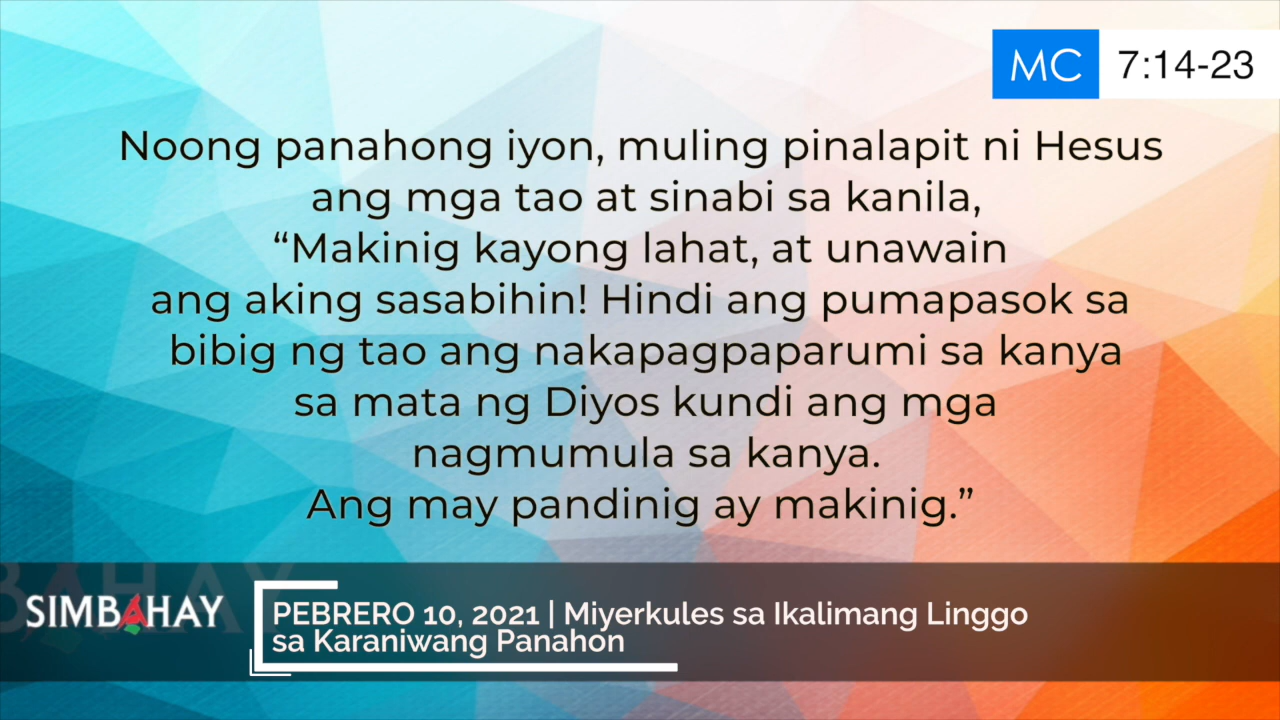 MC 7:14-23
Noong panahong iyon, muling pinalapit ni Hesus
ang mga tao at sinabi sa kanila,
“Makinig kayong lahat, at unawain
ang aking sasabihin! Hindi ang pumapasok sa
bibig ng tao ang nakapagpaparumi sa kanya
sa mata ng Diyos kundi ang mga
nagmumula sa kanya.
Ang may pandinig ay makinig.”
SIMBAHAY
PEBRERO 10, 2021 | Miyerkules sa Ikalimang Linggo
sa Karaniwang Panahon